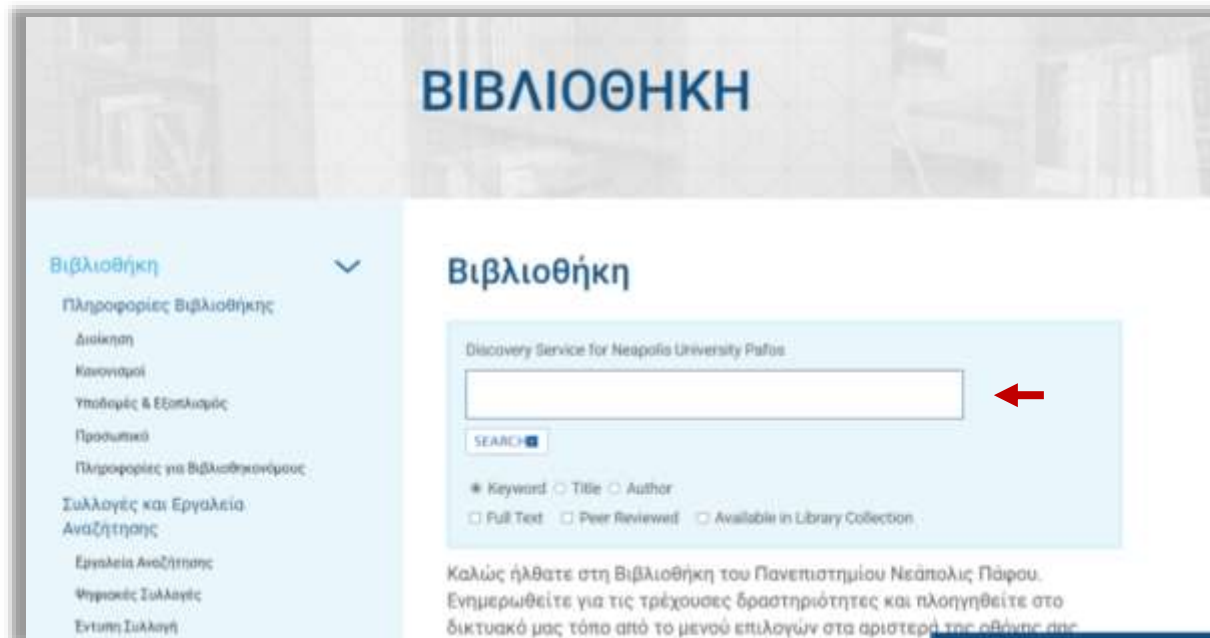 ΒΙΒΛΙΟΘΗΚΗ
Βιβλιοθήκη
Πληροφορίες Βιβλιοθήκης
Διοίκηση
Κανονισμοί
Υποδομές & Εξοπλισμός
Προσωπικό
Πληροφορίες για Βιβλιοθηκονόμους
Συλλογές και Εργαλεία
Αναζήτησης
Εργαλεία Αναζήτησης
Ψηφιακές Συλλογές
Έντυπη Συλλογή
Βιβλιοθήκη
Discovery Service for Neapolis University Pafos
SEARCH
Keyword Title Author
Full Text Peer Reviewed Available in Library Collection
Καλώς ήλθατε στη Βιβλιοθήκη του Πανεπιστημίου Νεάπολις Πάφου.
Ενημερωθείτε για τις τρέχουσες δραστηριότητες και πλοηγηθείτε στο
δικτυακό μας τόπο από το μενού επιλογών στα αριστερά της οθόνης σας